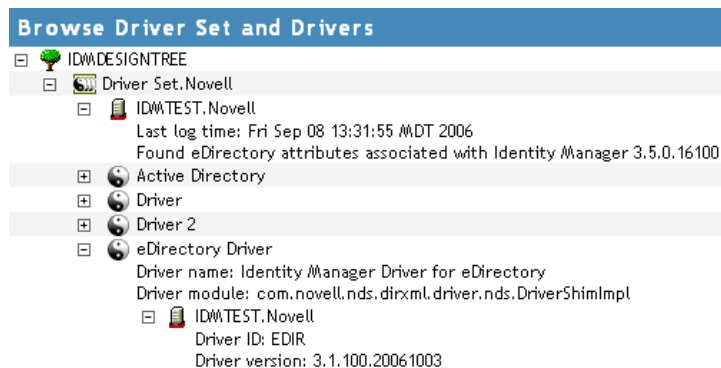 Browse Driver Set and Drivers
IDMDESIGNTREE
Driver Set.Novell
IDMTEST.Novell
Last log time: Fri Sep 08 13:31:55 MDT 2006
Found eDirectory attributes associated with Identity Manager 3.5.0.16100
Active Directory
Driver
Driver 2
eDirectory Driver
Driver name: Identity Manager Driver for eDirectory
Driver module: com.novell.nds.dirxml.driver.nds.DriverShimImpl
IDMTEST.Novell
Driver ID: EDIR
Driver version: 3.1.100.20061003